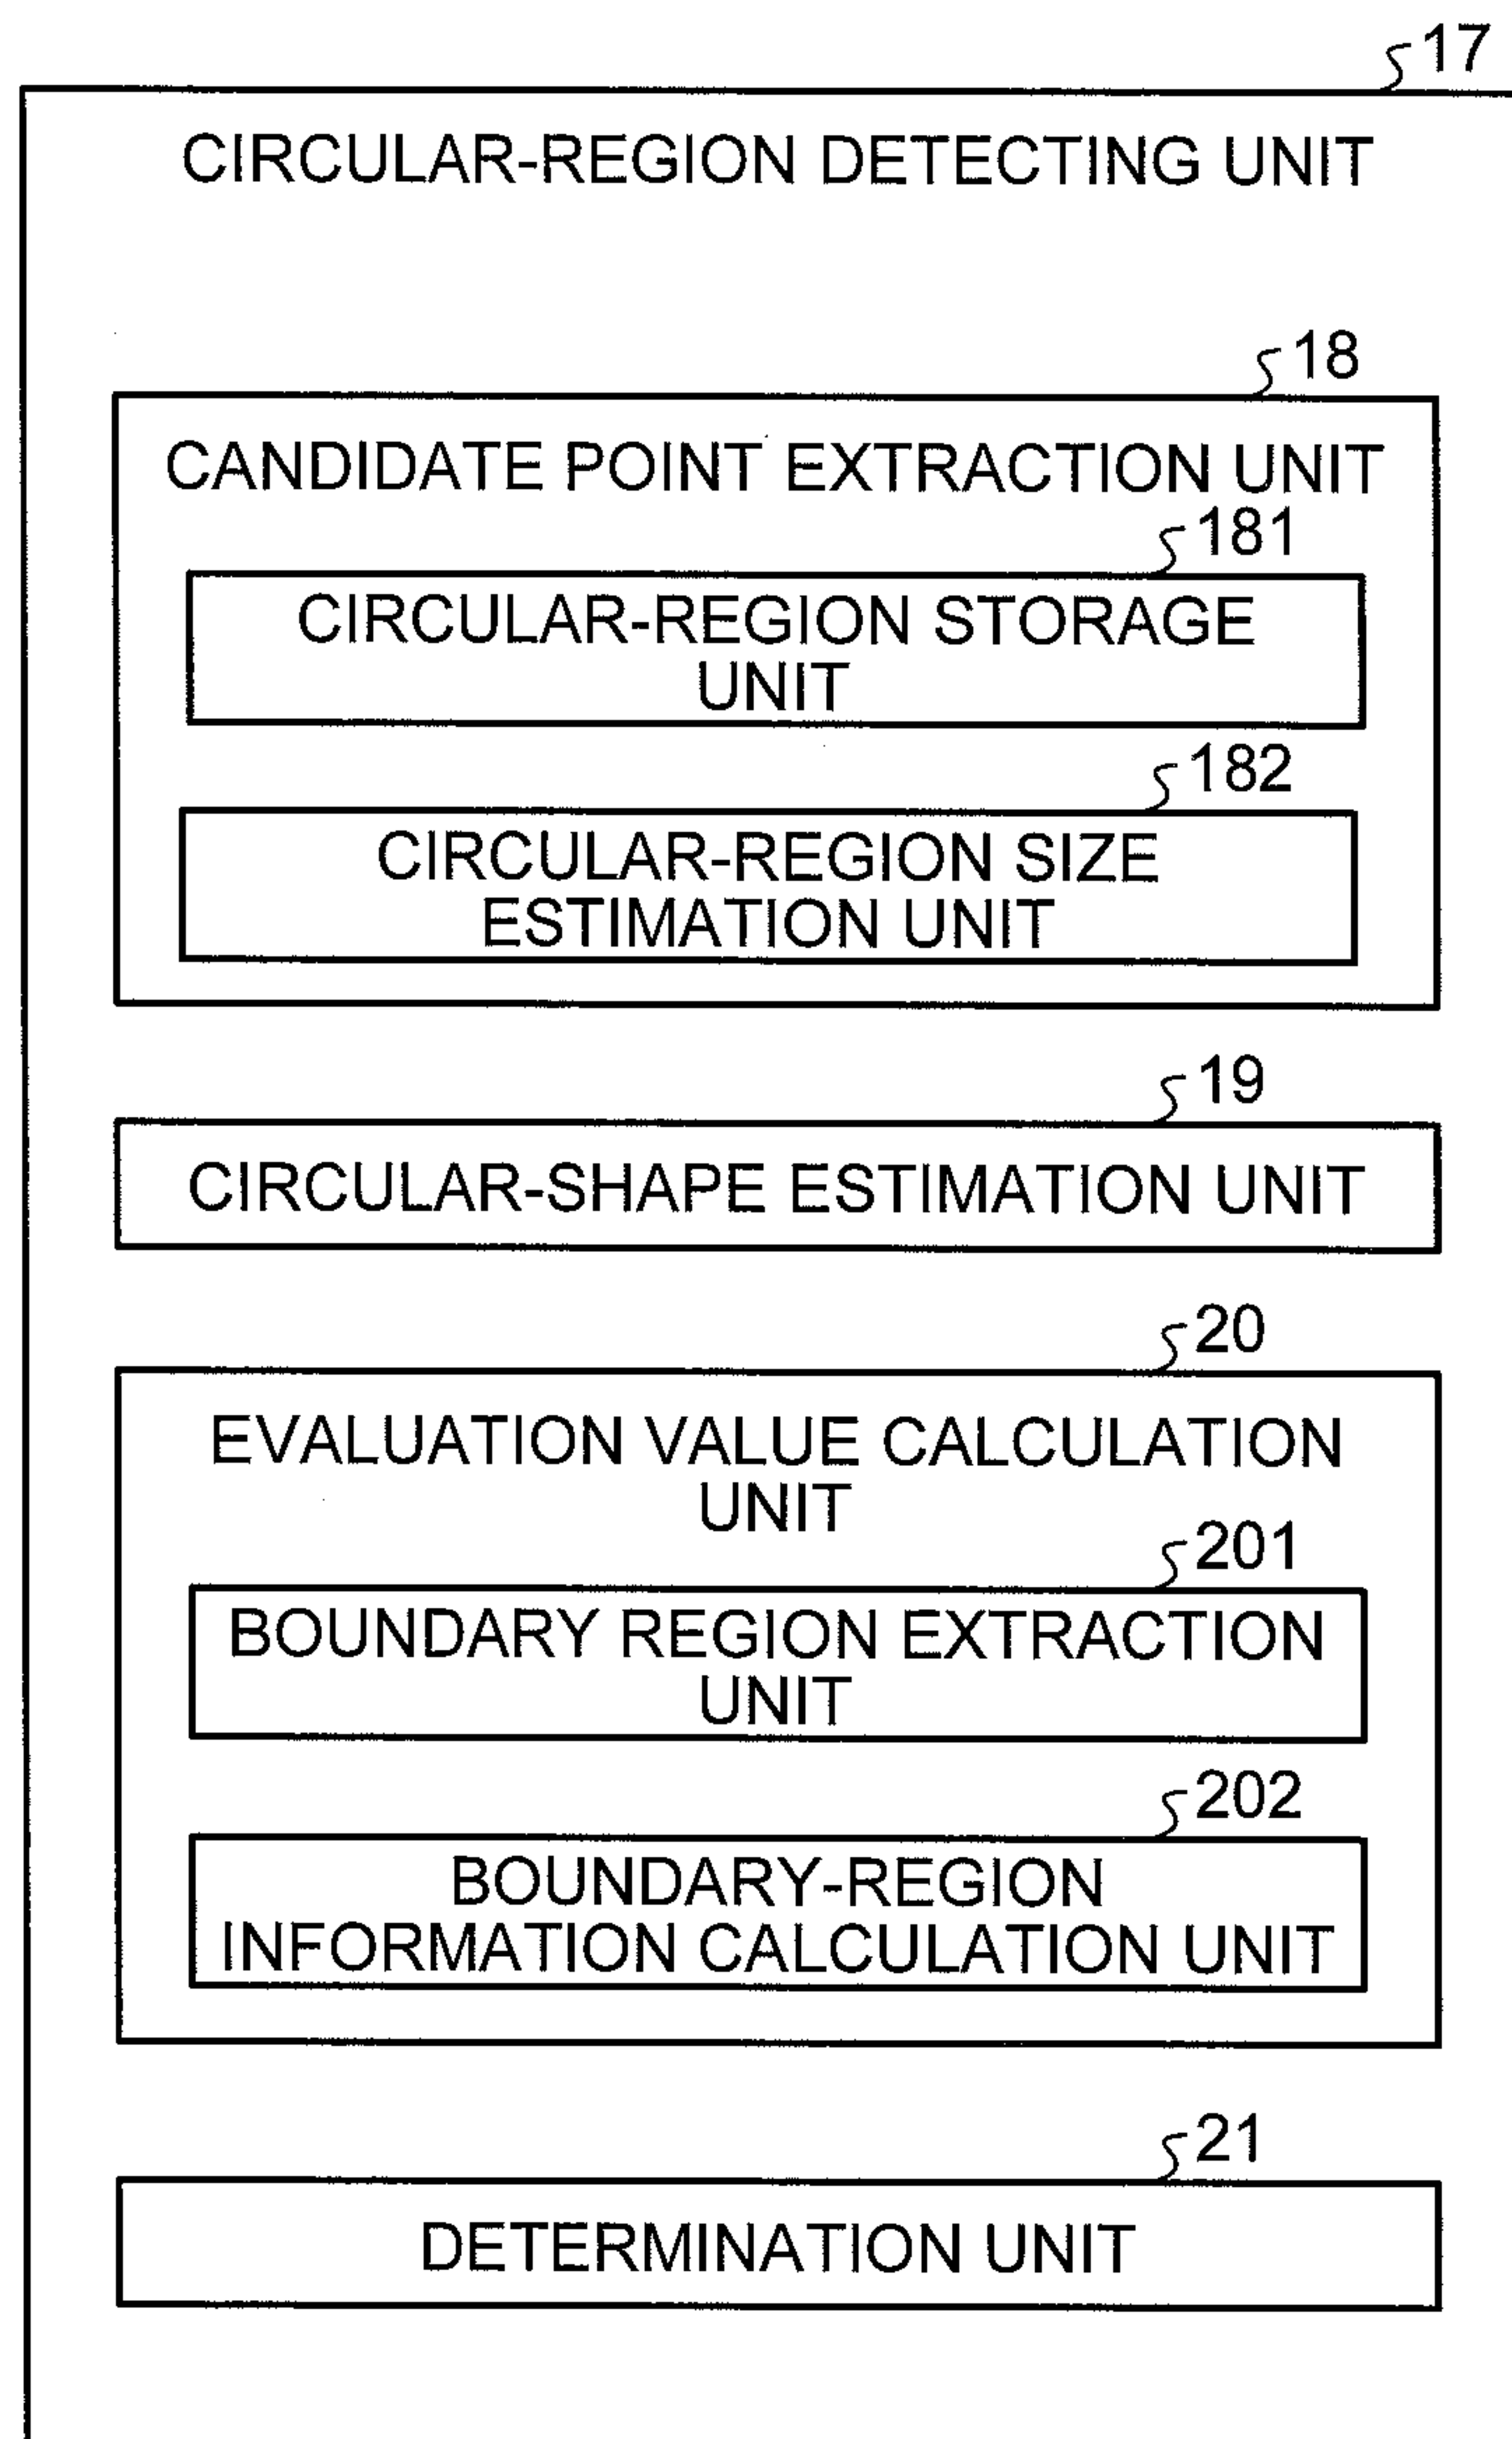 17
CIRCULAR-REGION DETECTING UNIT
18
CANDIDATE POINT EXTRACTION UNIT
181
CIRCULAR-REGION STORAGE
UNIT
182
CIRCULAR-REGION SIZE
ESTIMATION UNIT
19
CIRCULAR-SHAPE ESTIMATION UNIT
20
EVALUATION VALUE CALCULATION
UNIT
201
BOUNDARY REGION EXTRACTION
UNIT
202
BOUNDARY-REGION
INFORMATION CALCULATION UNIT
21
DETERMINATION UNIT